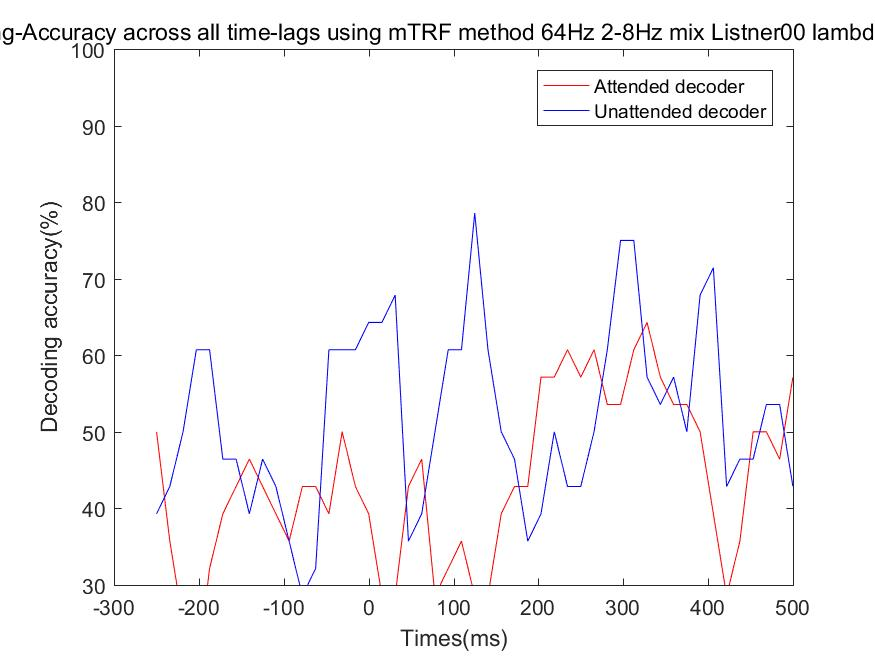 ng-Accuracy across all time-lags using mTRF method 64Hz 2-8Hz mix Listner00 lambd
100
90
80
70
60
50
40
30
Decoding accuracy(%)
Attended decoder
Unattended decoder
-300 -200 -100 0 100 200 300 400 500
Times(ms)